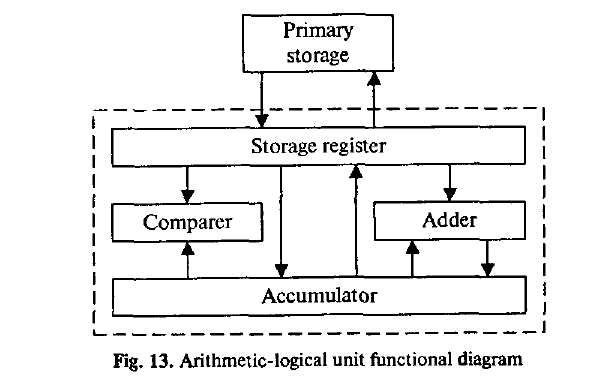 Primary
storage
Storage register
Comparer
Adder
Accumulator
Fig. 13. Arithmetic-logical unit functional diagram